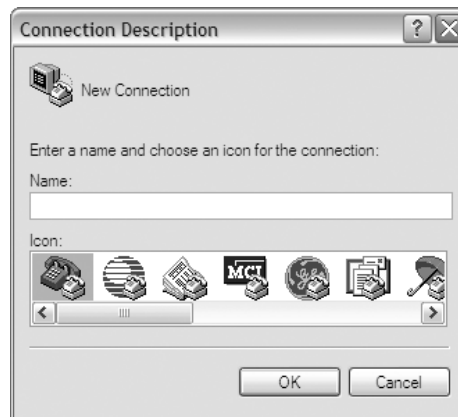 Connection Description
New Connection
Enter a name and choose an icon for the connection:
Name:
Icon:
MCI
OK
Cancel